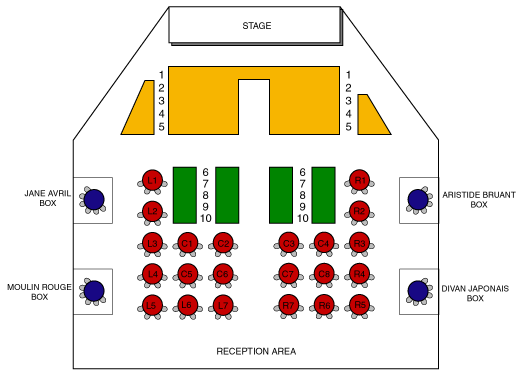 STAGE
1 1
2 2
3 3
4 4
5 5
6 6
7 7
8 8
9 9
10 10
L1 R1
JANE AVRIL
BOX
ARISTIDE BRUANT
BOX
L2 R2
L3 C1 C2 C3 C4 R3
L4 C5 C6 C7 C8 R4
MOULIN ROUGE
BOX
DIVAN JAPONAIS
BOX
L5 L6 L7 R7 R6 R5
RECEPTION AREA